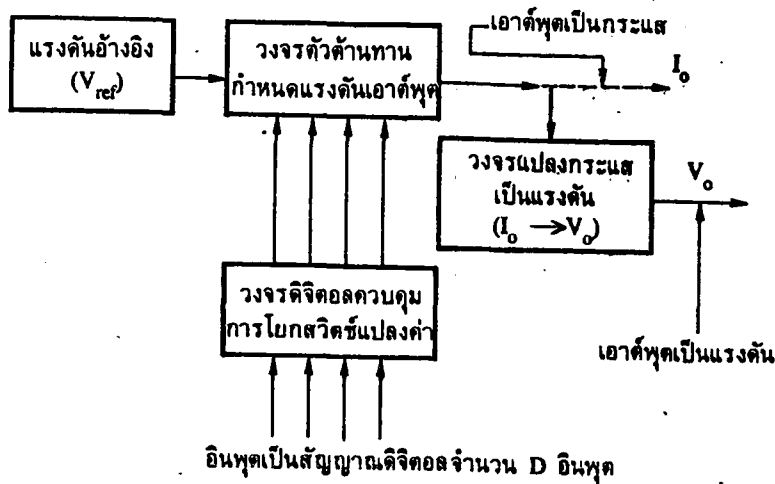 เอาต์พุตเป็นกระแส
แรงดันอ้างอิง
(V_ref)
วงจรตัวต้านทาน
กำหนดแรงดันเอาต์พุต
I_o
วงจรแปลงกระแส
เป็นแรงดัน
(I_o → V_o)
V_o
วงจรดิจิตอลควบคุม
การโยกสวิตช์แปลงค่า
เอาต์พุตเป็นแรงดัน
อินพุตเป็นสัญญาณดิจิตอลจำนวน D อินพุต